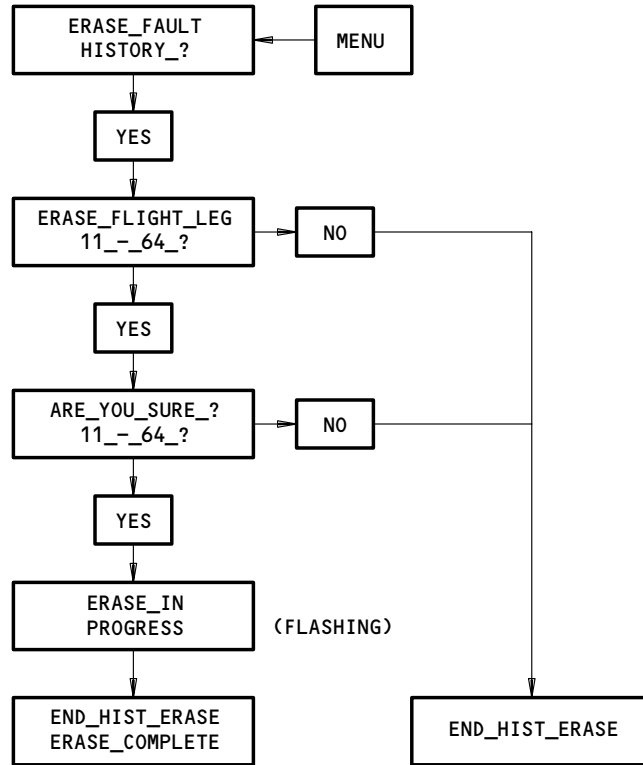 ERASE_FAULT
HISTORY_?
MENU
YES
ERASE_FLIGHT_LEG
11_-_64_?
NO
YES
ARE_YOU_SURE_?
11_-_64_?
NO
YES
ERASE_IN
PROGRESS
(FLASHING)
END_HIST_ERASE
ERASE_COMPLETE
END_HIST_ERASE